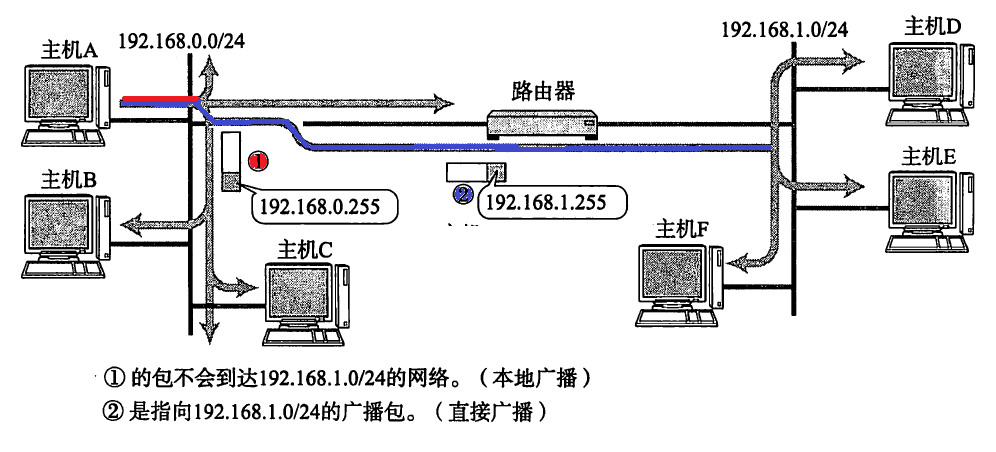 主机A
192.168.0.0/24
192.168.1.0/24
主机D
路由器
①
192.168.0.255
②
192.168.1.255
主机B
主机E
主机C
主机F
①的包不会到达192.168.1.0/24的网络。（本地广播）
②是指向192.168.1.0/24的广播包。（直接广播）